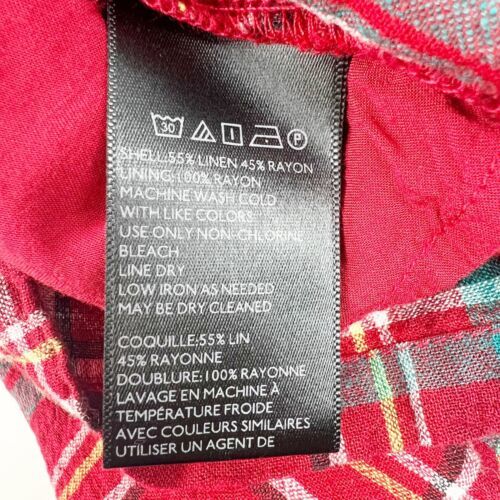 30 P
SHELL:55% LINEN 45% RAYON
LINING:100% RAYON
MACHINE WASH COLD
WITH LIKE COLORS
USE ONLY NON-CHLORINE
BLEACH
LINE DRY
LOW IRON AS NEEDED
MAY BE DRY CLEANED
COQUILLE:55% LIN
45% RAYONNE
DOUBLURE:100% RAYONNE
LAVAGE EN MACHINE À
TEMPÉRATURE FROIDE
AVEC COULEURS SIMILAIRES
UTILISER UN AGENT DE